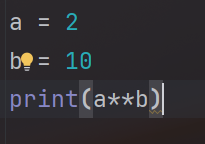 a = 2
b = 10
print(a**b)